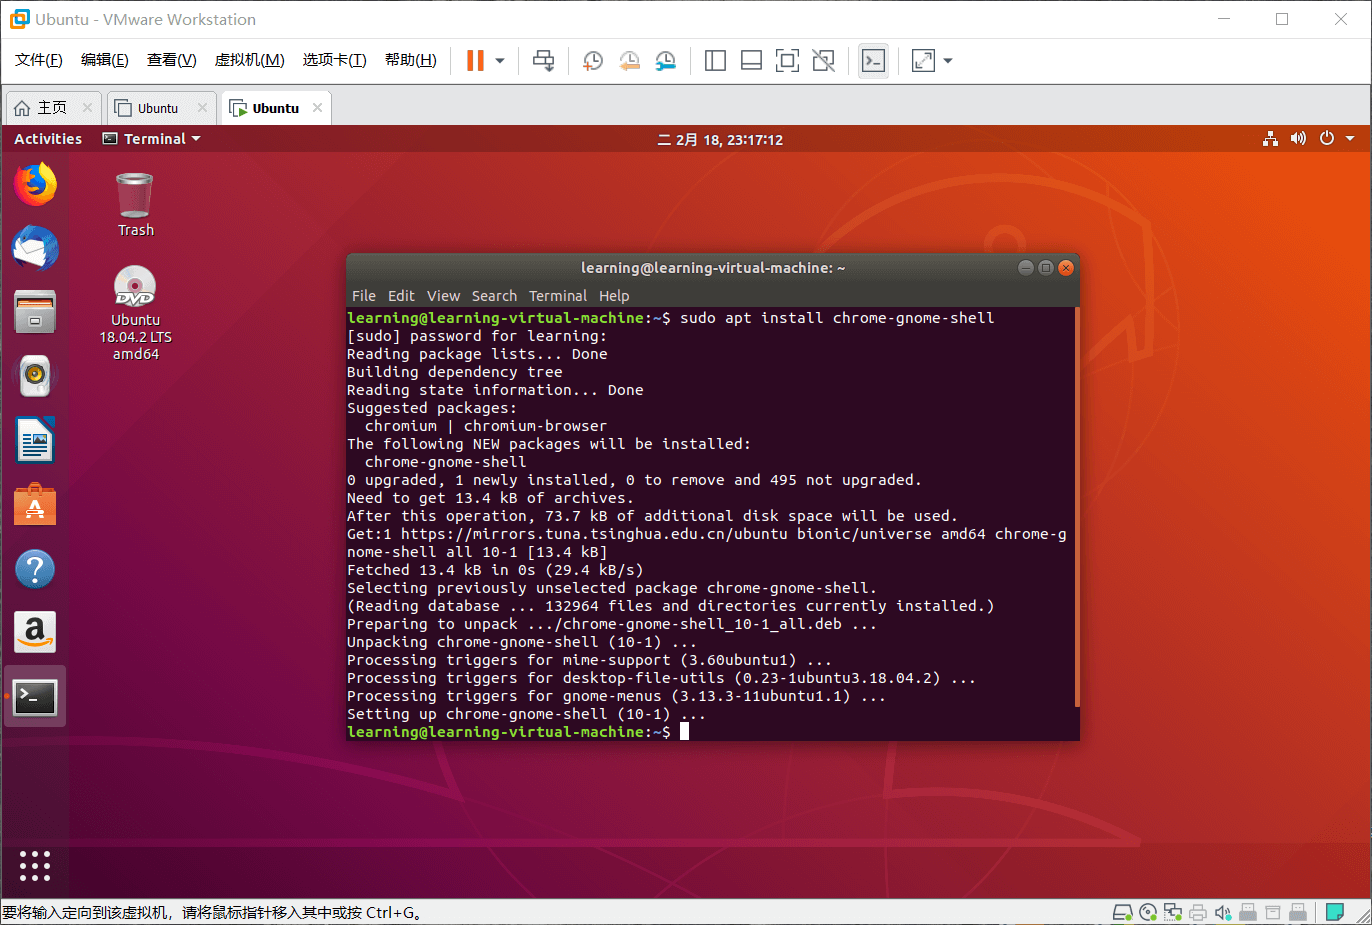 Ubuntu - VMware Workstation
文件(F) 编辑(E) 查看(V) 虚拟机(M) 选项卡(T) 帮助(H)
主页 Ubuntu Ubuntu
Activities Terminal 二 2月 18, 23:17:12
Trash
DVD
Ubuntu
18.04.2 LTS
amd64
learning@learning-virtual-machine: ~
File Edit View Search Terminal Help
learning@learning-virtual-machine:~$ sudo apt install chrome-gnome-shell
[sudo] password for learning:
Reading package lists... Done
Building dependency tree
Reading state information... Done
Suggested packages:
  chromium | chromium-browser
The following NEW packages will be installed:
  chrome-gnome-shell
0 upgraded, 1 newly installed, 0 to remove and 495 not upgraded.
Need to get 13.4 kB of archives.
After this operation, 73.7 kB of additional disk space will be used.
Get:1 https://mirrors.tuna.tsinghua.edu.cn/ubuntu bionic/universe amd64 chrome-g
nome-shell all 10-1 [13.4 kB]
Fetched 13.4 kB in 0s (29.4 kB/s)
Selecting previously unselected package chrome-gnome-shell.
(Reading database ... 132964 files and directories currently installed.)
Preparing to unpack .../chrome-gnome-shell_10-1_all.deb ...
Unpacking chrome-gnome-shell (10-1) ...
Processing triggers for mime-support (3.60ubuntu1) ...
Processing triggers for desktop-file-utils (0.23-1ubuntu3.18.04.2) ...
Processing triggers for gnome-menus (3.13.3-11ubuntu1.1) ...
Setting up chrome-gnome-shell (10-1) ...
learning@learning-virtual-machine:~$
要将输入定向到该虚拟机，请将鼠标指针移入其中或按 Ctrl+G。